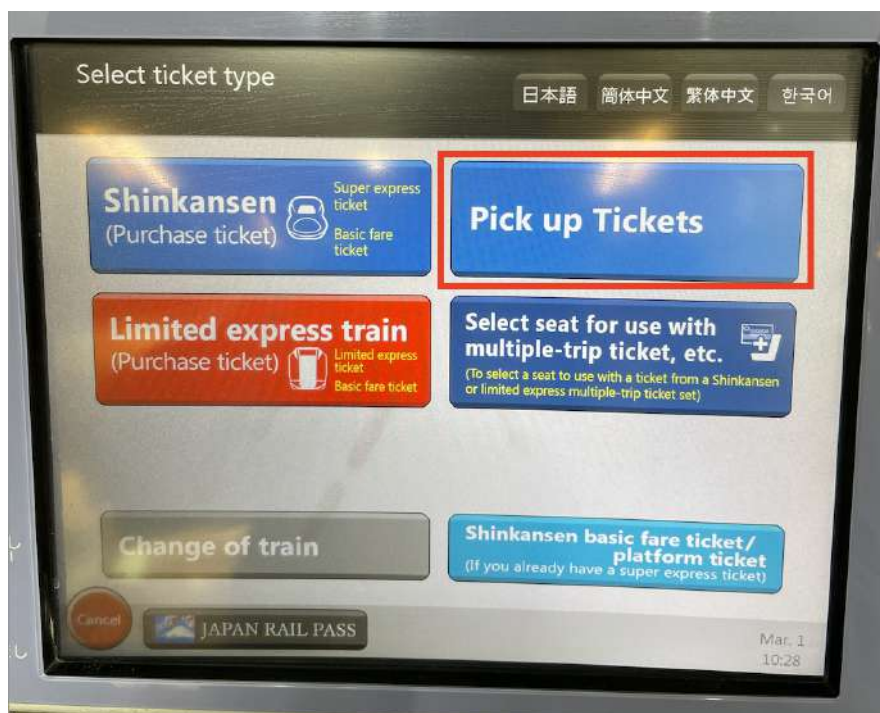 Select ticket type
日本語 簡体中文 繁体中文 한국어
Shinkansen
(Purchase ticket)
Super express
ticket
Basic fare
ticket
Pick up Tickets
Limited express train
(Purchase ticket)
Limited express
ticket
Basic fare ticket
Select seat for use with
multiple-trip ticket, etc.
(To select a seat to use with a ticket from a Shinkansen
or limited express multiple-trip ticket set)
Change of train
Shinkansen basic fare ticket/
platform ticket
(If you already have a super express ticket)
Cancel
JAPAN RAIL PASS
Mar. 1
10:28